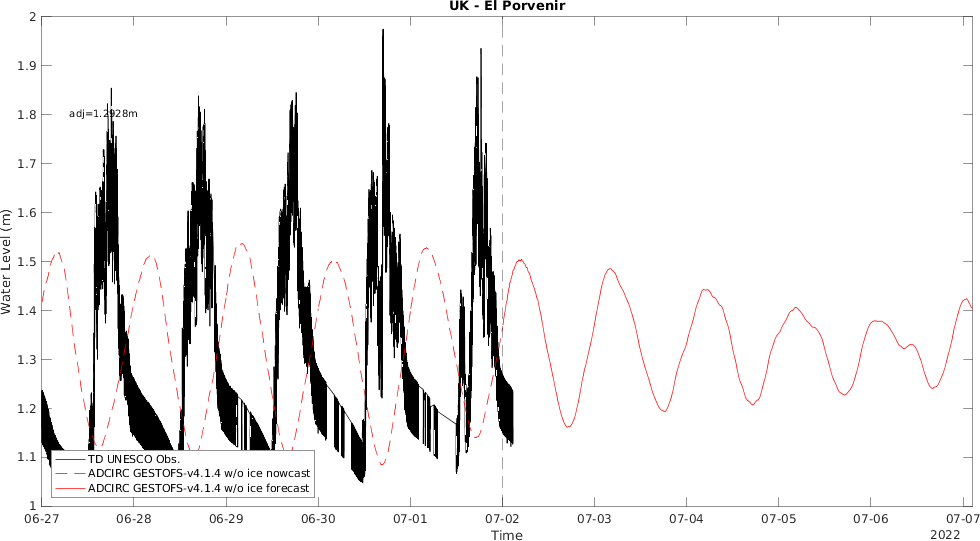 UK - El Porvenir
2
1.9
1.8
1.7
1.6
1.5
1.4
1.3
1.2
1.1
1
Water Level (m)
adj=1.2928m
TD UNESCO Obs.
ADCIRC GESTOFS-v4.1.4 w/o ice nowcast
ADCIRC GESTOFS-v4.1.4 w/o ice forecast
06-27 06-28 06-29 06-30 07-01 07-02 07-03 07-04 07-05 07-06 07-07
Time
2022